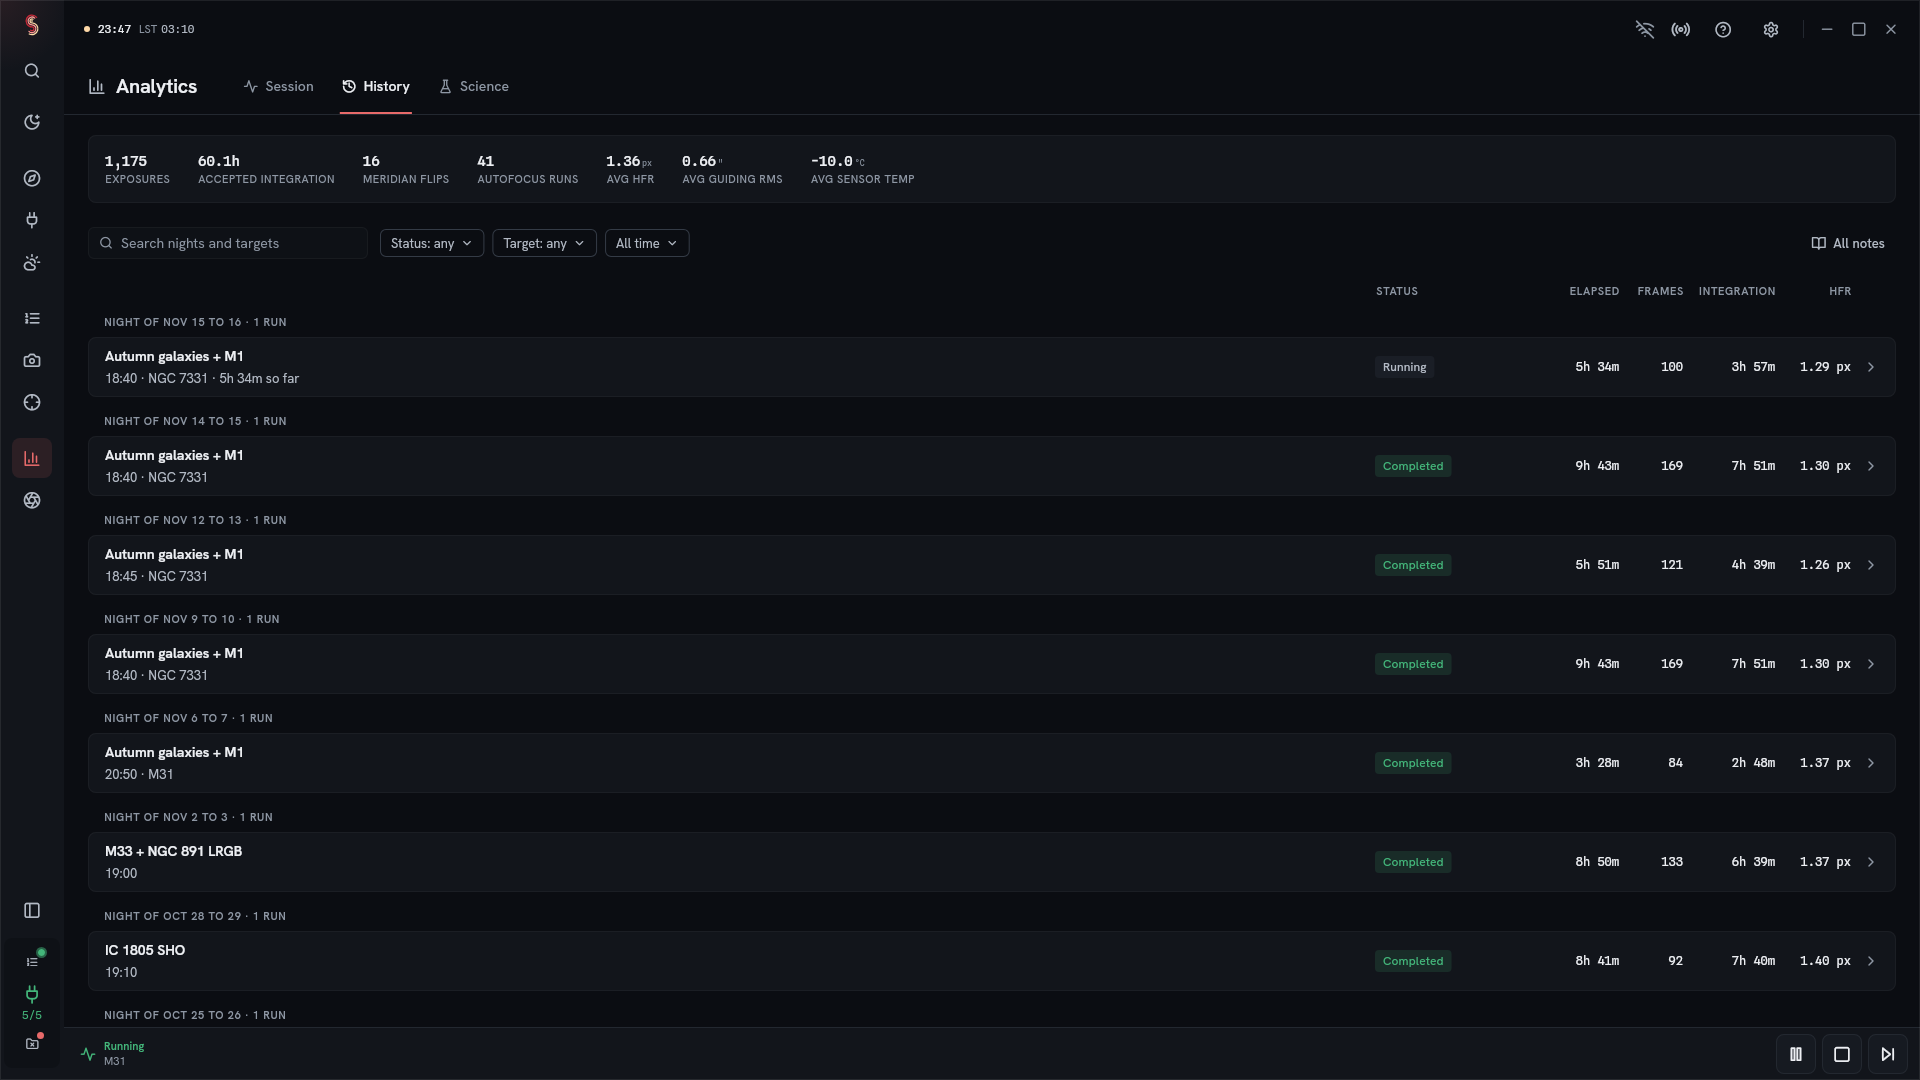 23:47 LST 03:10
Analytics
Session
History
Science
1,175
EXPOSURES
60.1h
ACCEPTED INTEGRATION
16
MERIDIAN FLIPS
41
AUTOFOCUS RUNS
1.36 px
AVG HFR
0.66 "
AVG GUIDING RMS
-10.0 °C
AVG SENSOR TEMP
Search nights and targets
Status: any
Target: any
All time
All notes
STATUS ELAPSED FRAMES INTEGRATION HFR
NIGHT OF NOV 15 TO 16 · 1 RUN
Autumn galaxies + M1
18:40 · NGC 7331 · 5h 34m so far
Running 5h 34m 100 3h 57m 1.29 px
NIGHT OF NOV 14 TO 15 · 1 RUN
Autumn galaxies + M1
18:40 · NGC 7331
Completed 9h 43m 169 7h 51m 1.30 px
NIGHT OF NOV 12 TO 13 · 1 RUN
Autumn galaxies + M1
18:45 · NGC 7331
Completed 5h 51m 121 4h 39m 1.26 px
NIGHT OF NOV 9 TO 10 · 1 RUN
Autumn galaxies + M1
18:40 · NGC 7331
Completed 9h 43m 169 7h 51m 1.30 px
NIGHT OF NOV 6 TO 7 · 1 RUN
Autumn galaxies + M1
20:50 · M31
Completed 3h 28m 84 2h 48m 1.37 px
NIGHT OF NOV 2 TO 3 · 1 RUN
M33 + NGC 891 LRGB
19:00
Completed 8h 50m 133 6h 39m 1.37 px
NIGHT OF OCT 28 TO 29 · 1 RUN
IC 1805 SHO
19:10
Completed 8h 41m 92 7h 40m 1.40 px
NIGHT OF OCT 25 TO 26 · 1 RUN
5/5
Running
M31